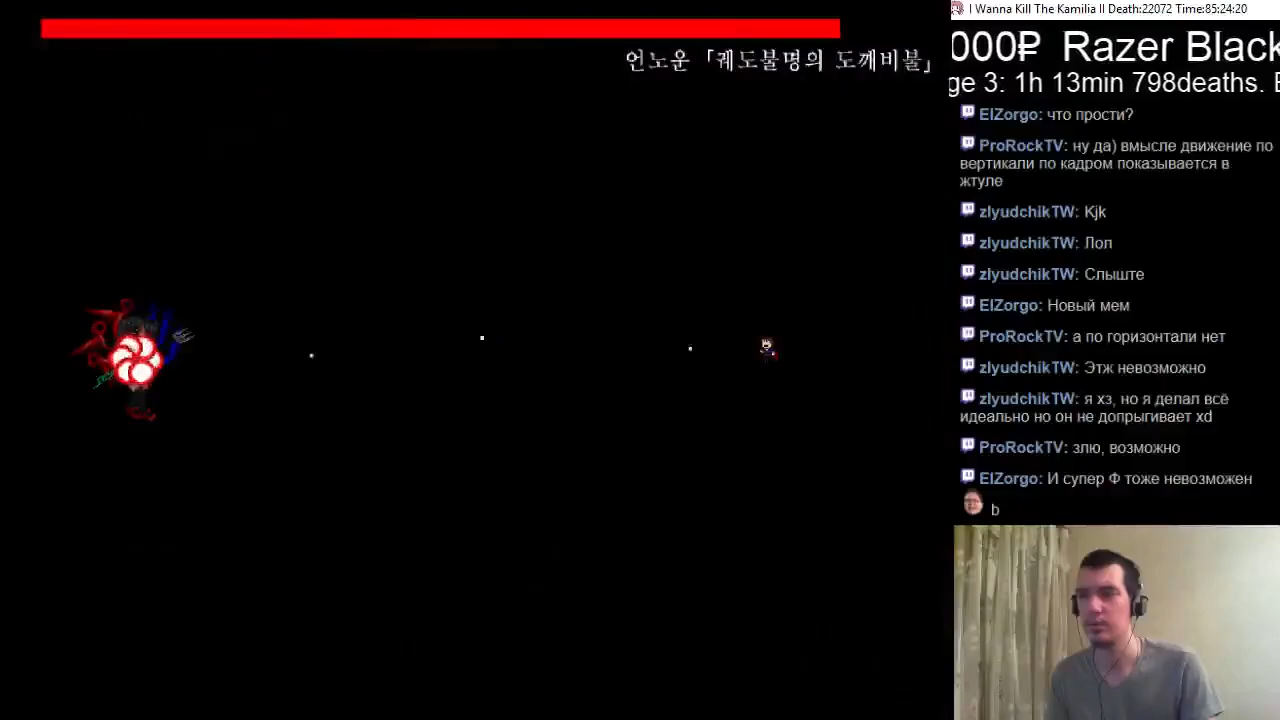 I Wanna Kill The Kamilia II Death:22072 Time:85:24:20
언노운「궤도불명의 도깨비불」
000₽ Razer Black
ge 3: 1h 13min 798deaths.
ElZorgo: что прости?
ProRockTV: ну да) вмысле движение по
вертикали по кадром показывается в
жтуле
zlyudchikTW: Kjk
zlyudchikTW: Лол
zlyudchikTW: Слыште
ElZorgo: Новый мем
ProRockTV: а по горизонтали нет
zlyudchikTW: Этж невозможно
zlyudchikTW: я хз, но я делал всё
идеально но он не допрыгивает xd
ProRockTV: злю, возможно
ElZorgo: И супер Ф тоже невозможен
b